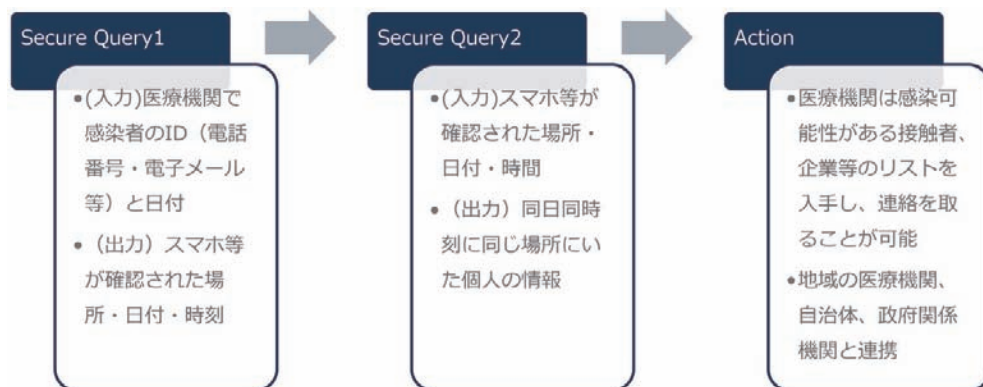 Secure Query1
•(入力)医療機関で
感染者のID（電話
番号・電子メール
等）と日付
•（出力）スマホ等
が確認された場
所・日付・時刻
Secure Query2
•(入力)スマホ等が
確認された場所・
日付・時間
•（出力）同日同時
刻に同じ場所にい
た個人の情報
Action
•医療機関は感染可
能性がある接触者、
企業等のリストを
入手し、連絡を取
ることが可能
•地域の医療機関、
自治体、政府関係
機関と連携